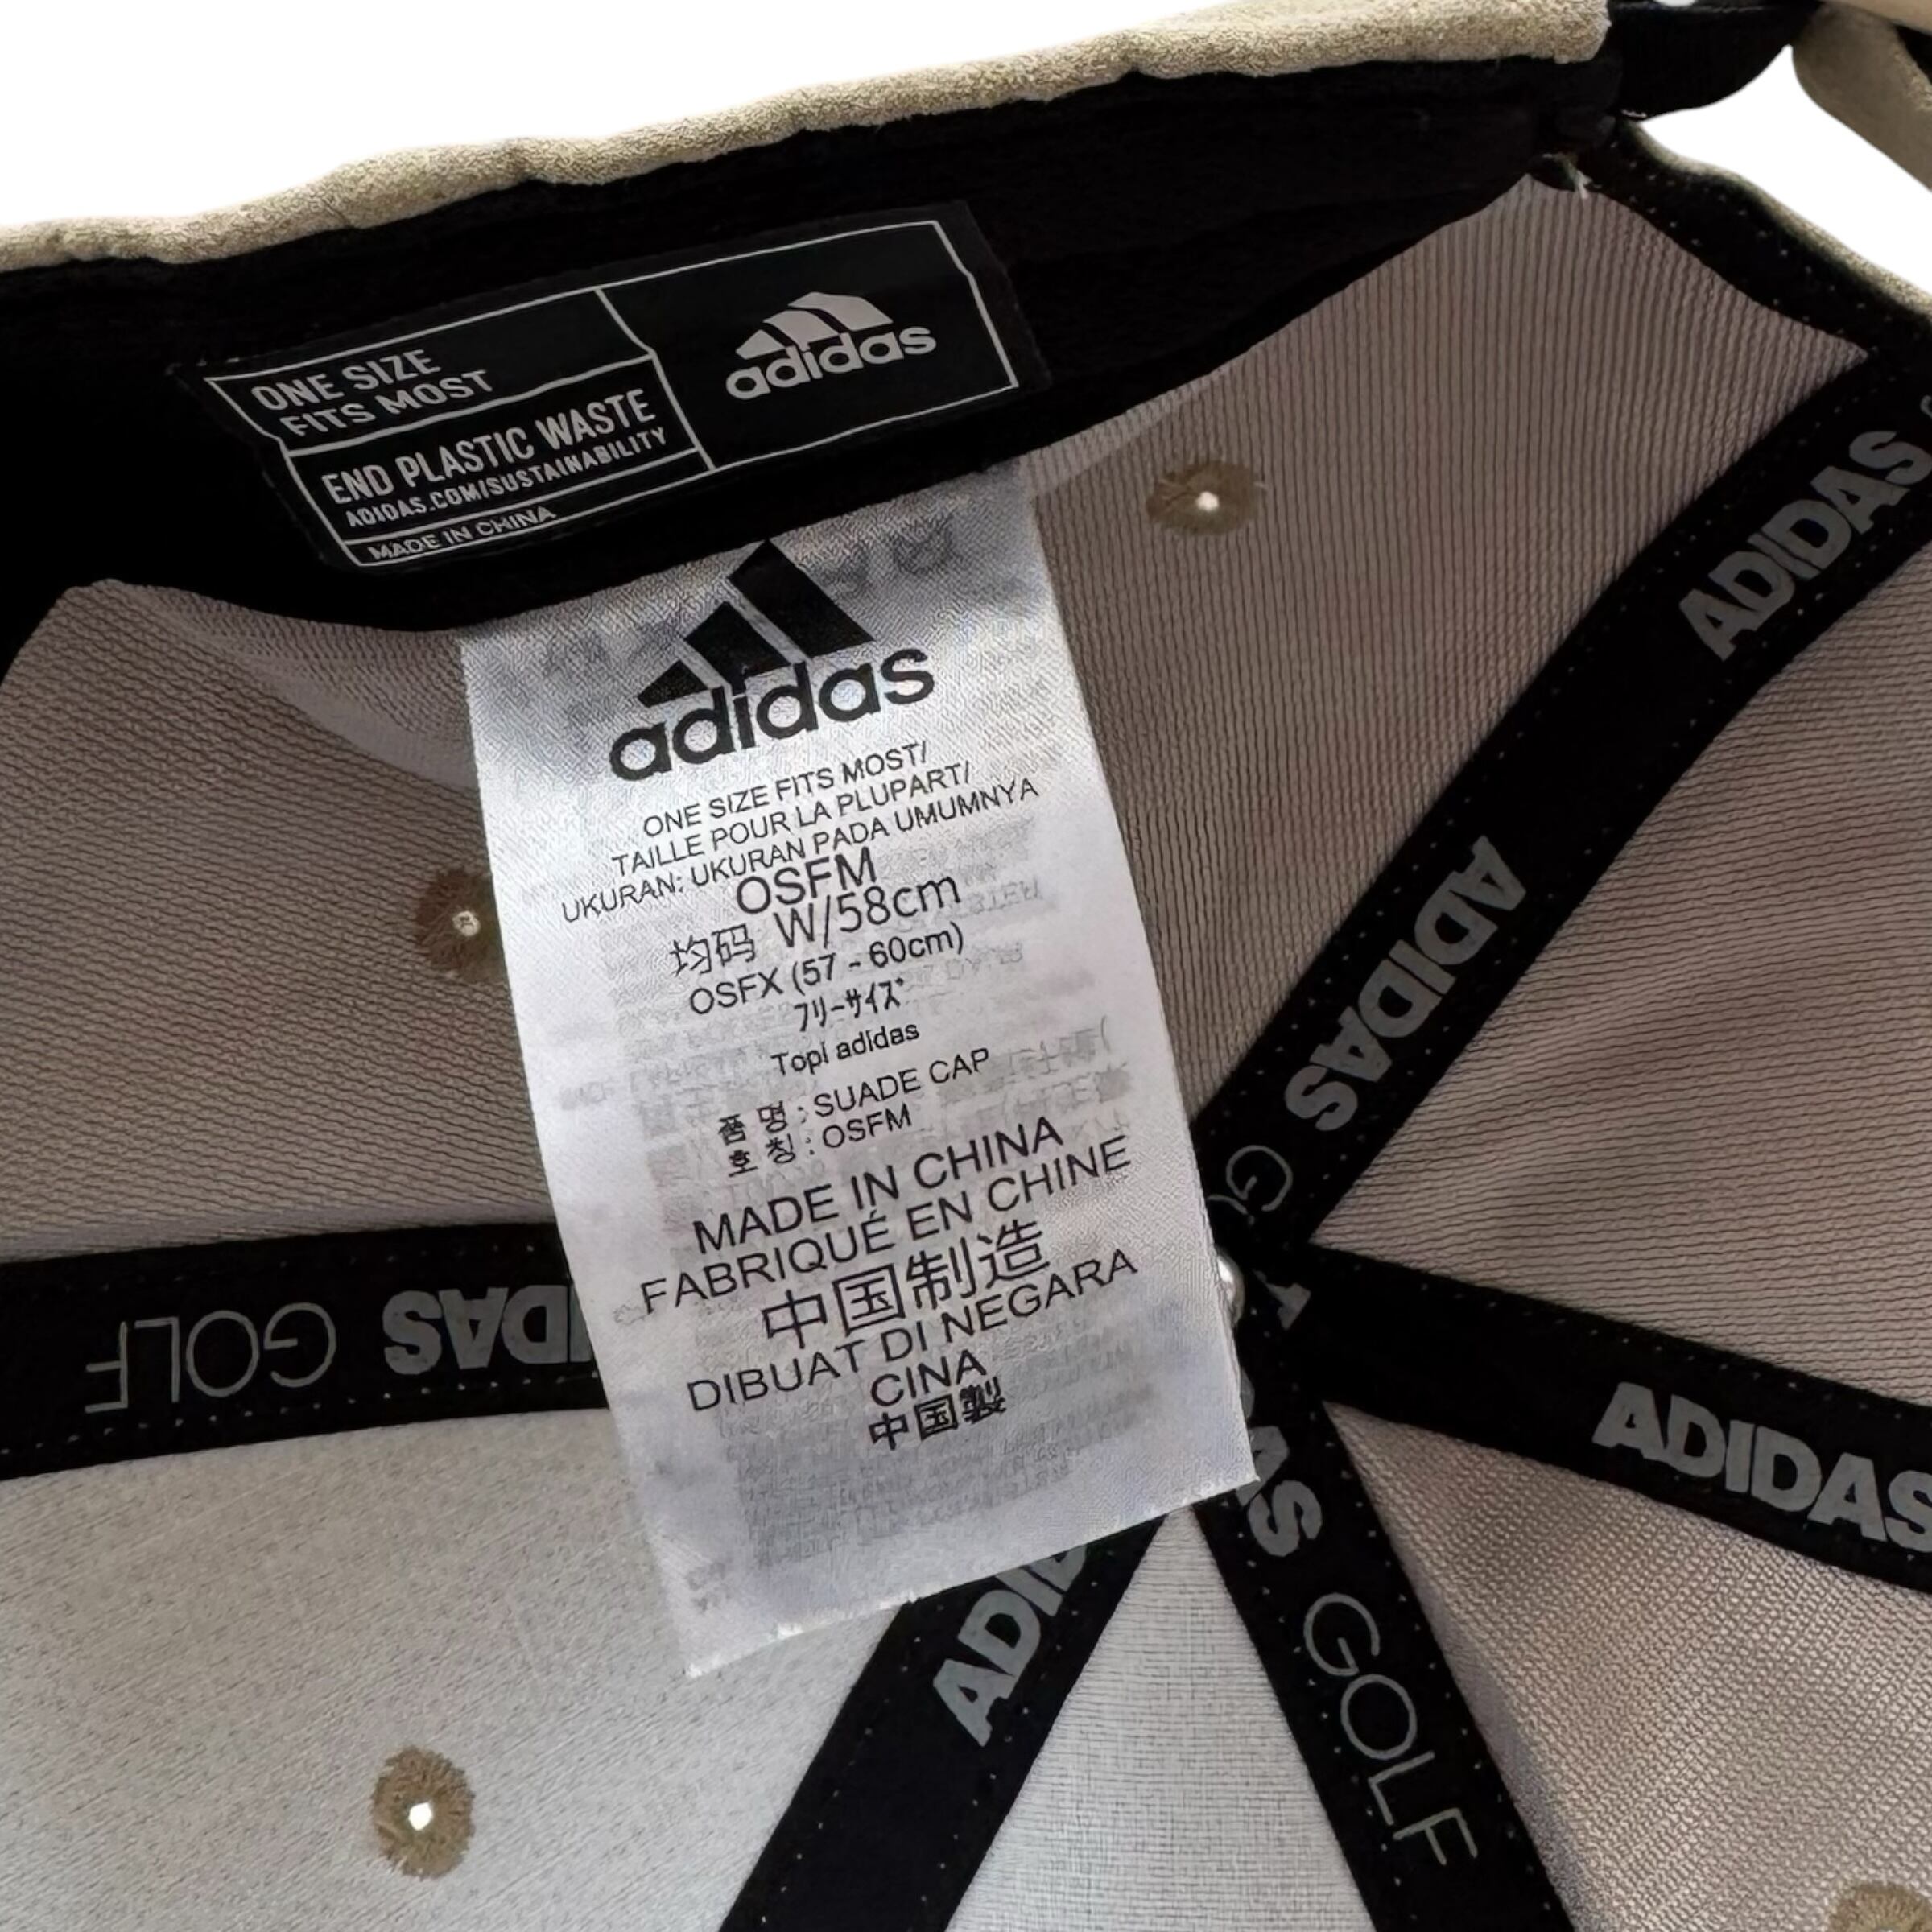 ONE SIZE
FITS MOST
END PLASTIC WASTE
ADIDAS.COM/SUSTAINABILITY
MADE IN CHINA
adidas
adidas
ONE SIZE FITS MOST/
TAILLE POUR LA PLUPART/
UKURAN: UKURAN PADA UMUMNYA
OSFM
均码 W/58cm
OSFX (57 - 60cm)
フリーサイズ
Topi adidas
품 명 : SUADE CAP
호 칭 : OSFM
MADE IN CHINA
FABRIQUÉ EN CHINE
中国制造
DIBUAT DI NEGARA
CINA
中国製
ADIDAS
ADIDAS
ADIDAS GOLF
ADIDAS
GOLF